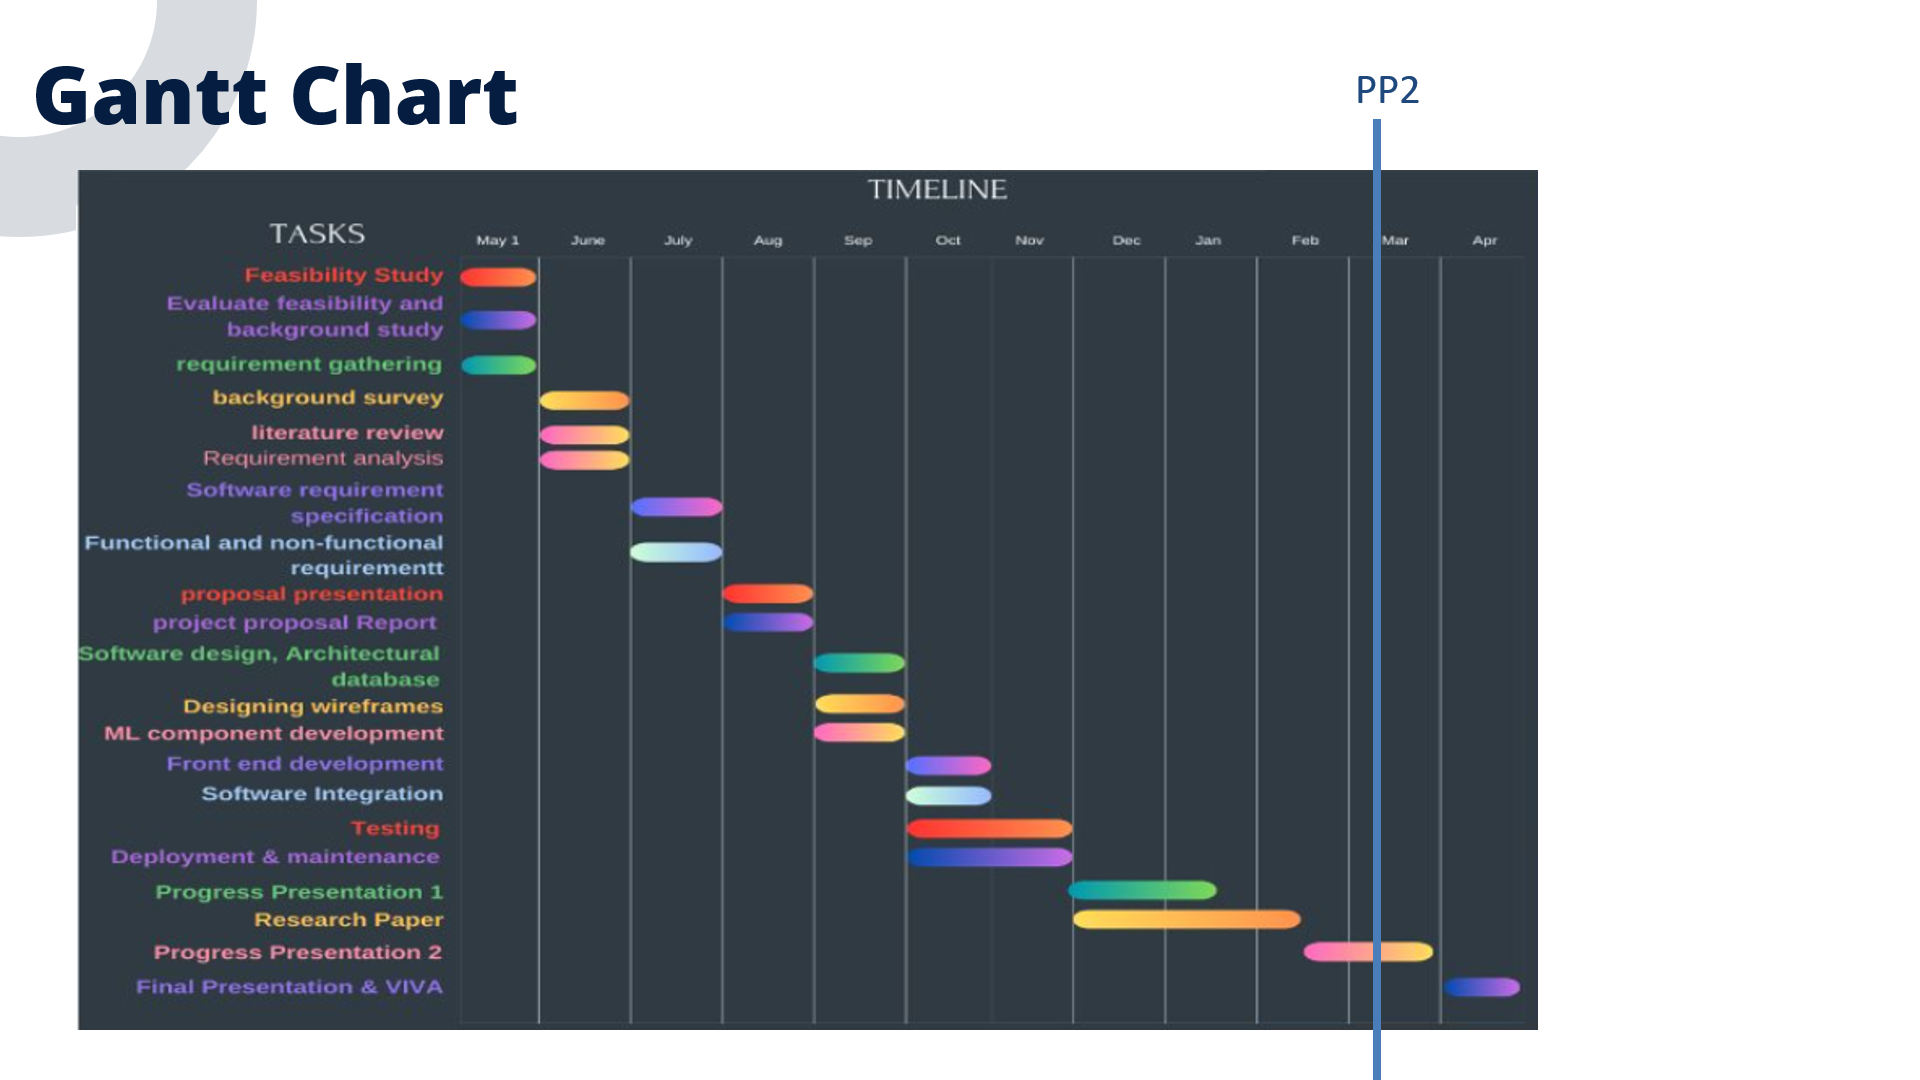 Gantt Chart
PP2
TIMELINE
TASKS
May 1 June July Aug Sep Oct Nov Dec Jan Feb Mar Apr
Feasibility Study
Evaluate feasibility and
background study
requirement gathering
background survey
literature review
Requirement analysis
Software requirement
specification
Functional and non-functional
requirementt
proposal presentation
project proposal Report
Software design, Architectural
database
Designing wireframes
ML component development
Front end development
Software Integration
Testing
Deployment & maintenance
Progress Presentation 1
Research Paper
Progress Presentation 2
Final Presentation & VIVA